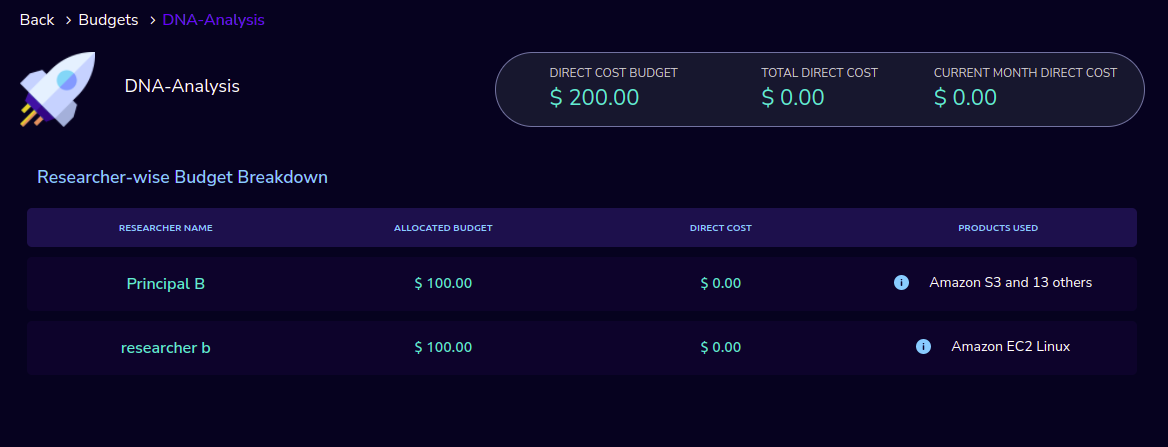 Back > Budgets > DNA-Analysis
DNA-Analysis
DIRECT COST BUDGET TOTAL DIRECT COST CURRENT MONTH DIRECT COST
$ 200.00 $ 0.00 $ 0.00
Researcher-wise Budget Breakdown
RESEARCHER NAME ALLOCATED BUDGET DIRECT COST PRODUCTS USED
Principal B $ 100.00 $ 0.00 i Amazon S3 and 13 others
researcher b $ 100.00 $ 0.00 i Amazon EC2 Linux